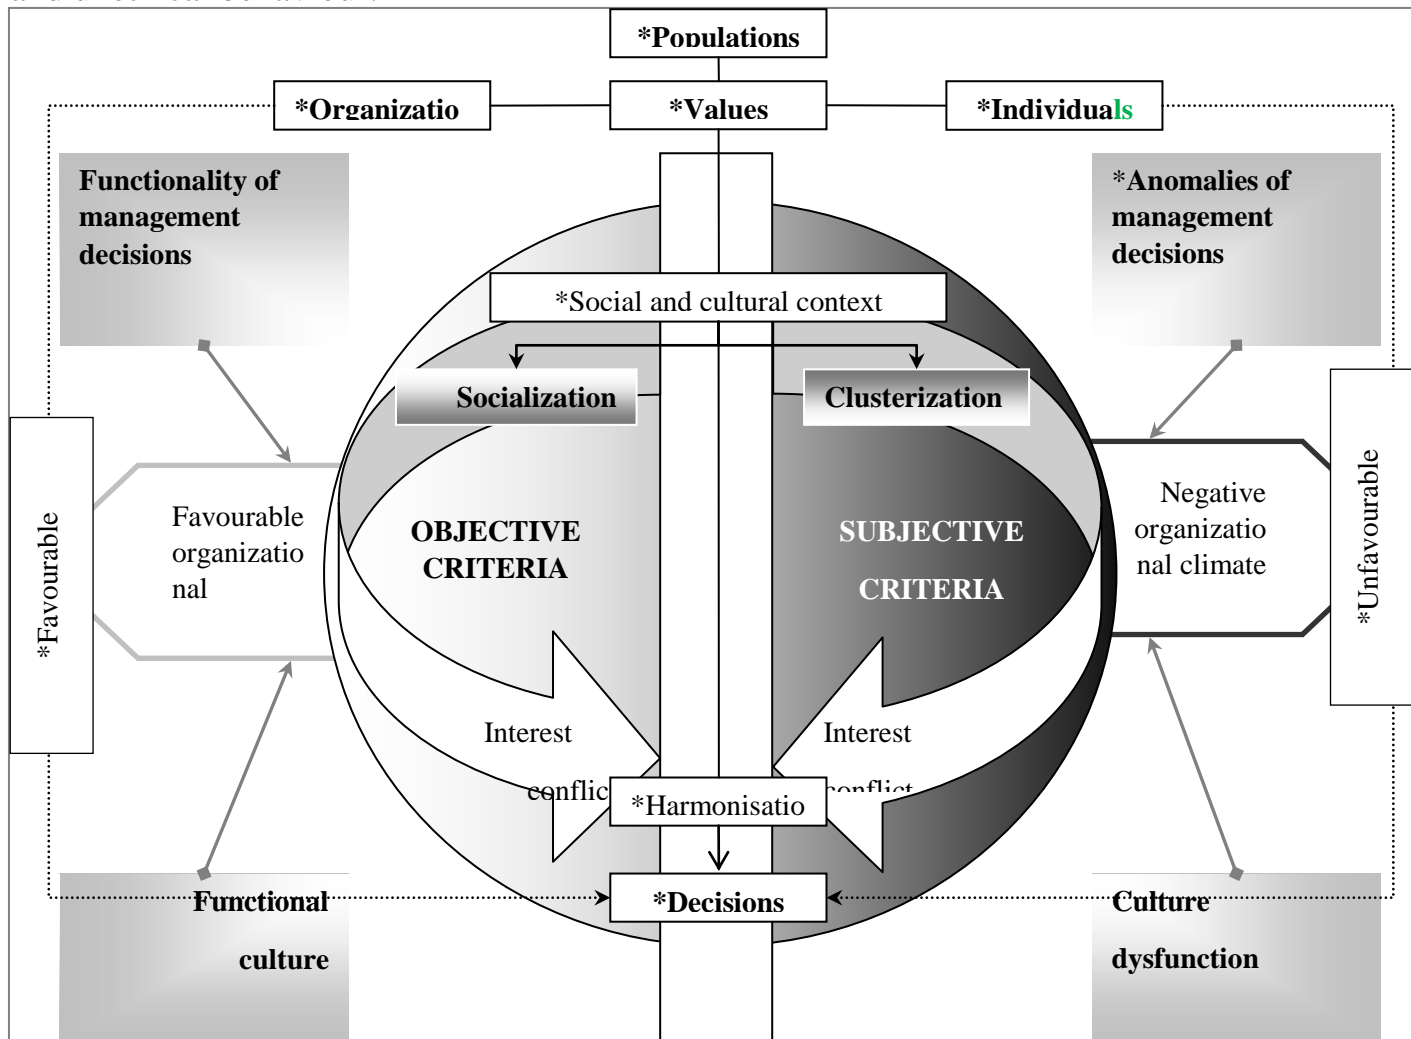 *Populations
*Organizatio
*Values
*Individuals
Functionality of
management
decisions
*Anomalies of
management
decisions
*Social and cultural context
Socialization
Clusterization
*Favourable
Favourable
organizatio
nal
OBJECTIVE
CRITERIA
SUBJECTIVE
CRITERIA
Negative
organizatio
nal climate
*Unfavourable
Interest
conflic
Interest
conflict
*Harmonisatio
*Decisions
Functional
culture
Culture
dysfunction